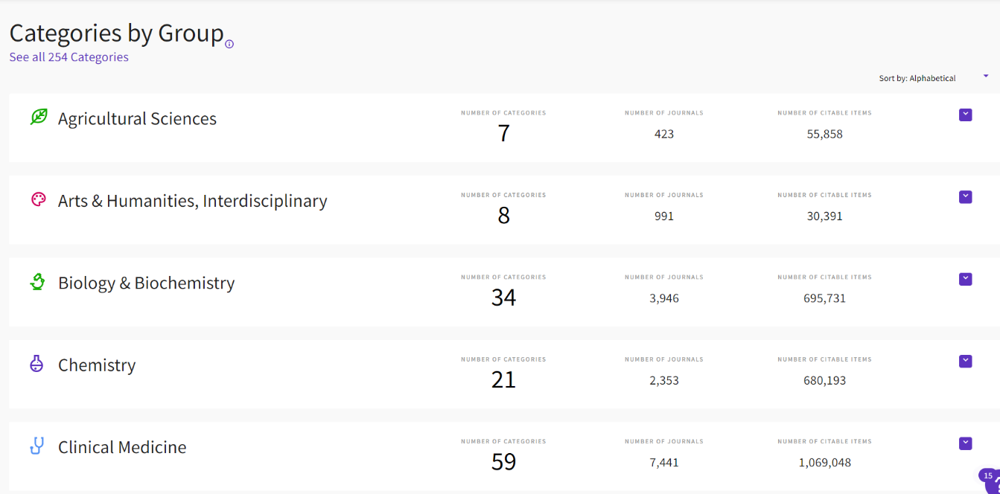 Categories by Group
See all 254 Categories
Sort by: Alphabetical
Agricultural Sciences
NUMBER OF CATEGORIES
7
NUMBER OF JOURNALS
423
NUMBER OF CITABLE ITEMS
55,858
Arts & Humanities, Interdisciplinary
NUMBER OF CATEGORIES
8
NUMBER OF JOURNALS
991
NUMBER OF CITABLE ITEMS
30,391
Biology & Biochemistry
NUMBER OF CATEGORIES
34
NUMBER OF JOURNALS
3,946
NUMBER OF CITABLE ITEMS
695,731
Chemistry
NUMBER OF CATEGORIES
21
NUMBER OF JOURNALS
2,353
NUMBER OF CITABLE ITEMS
680,193
Clinical Medicine
NUMBER OF CATEGORIES
59
NUMBER OF JOURNALS
7,441
NUMBER OF CITABLE ITEMS
1,069,048
15